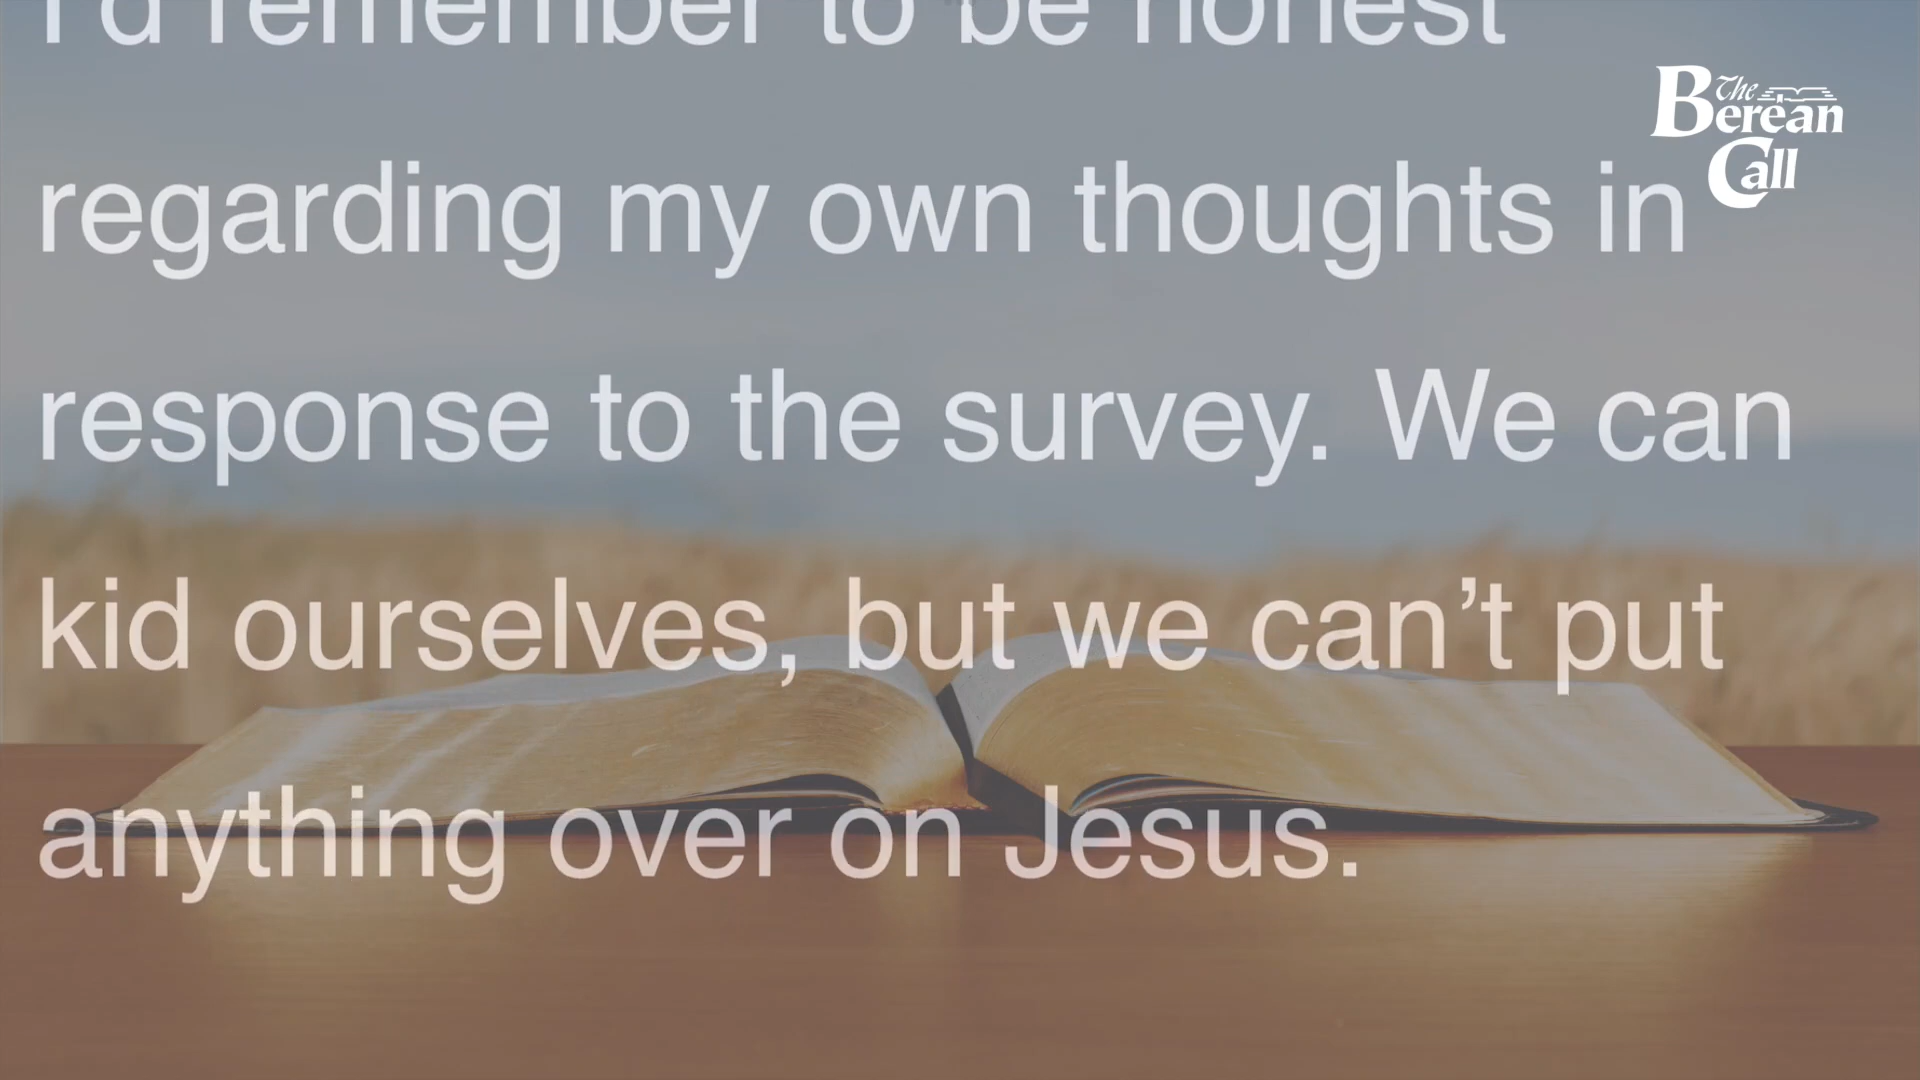 I'd remember to be honest
The
Berean
Call
regarding my own thoughts in
response to the survey. We can
kid ourselves, but we can’t put
anything over on Jesus.